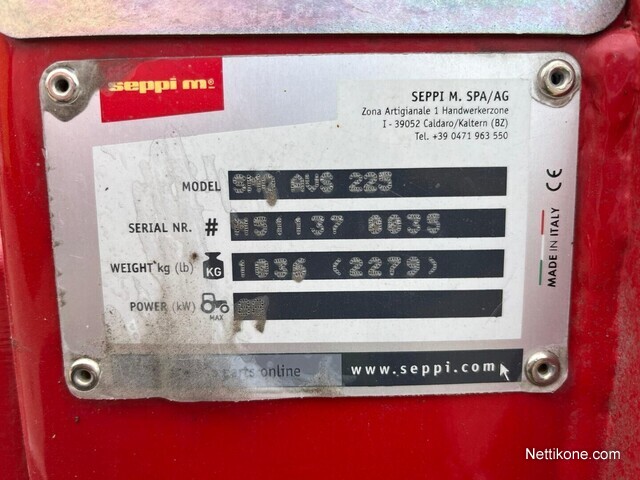 seppi m®
SEPPI M. SPA/AG
Zona Artigianale 1 Handwerkerzone
I - 39052 Caldaro/Kaltern (BZ)
Tel. +39 0471 963 550
MODEL SMO AVS 225
SERIAL NR. # M51137 0035
WEIGHT*kg (lb) KG 1036 (2279)
POWER (kW) MAX
CE
MADE IN ITALY
parts online www.seppi.com
Nettikone.com